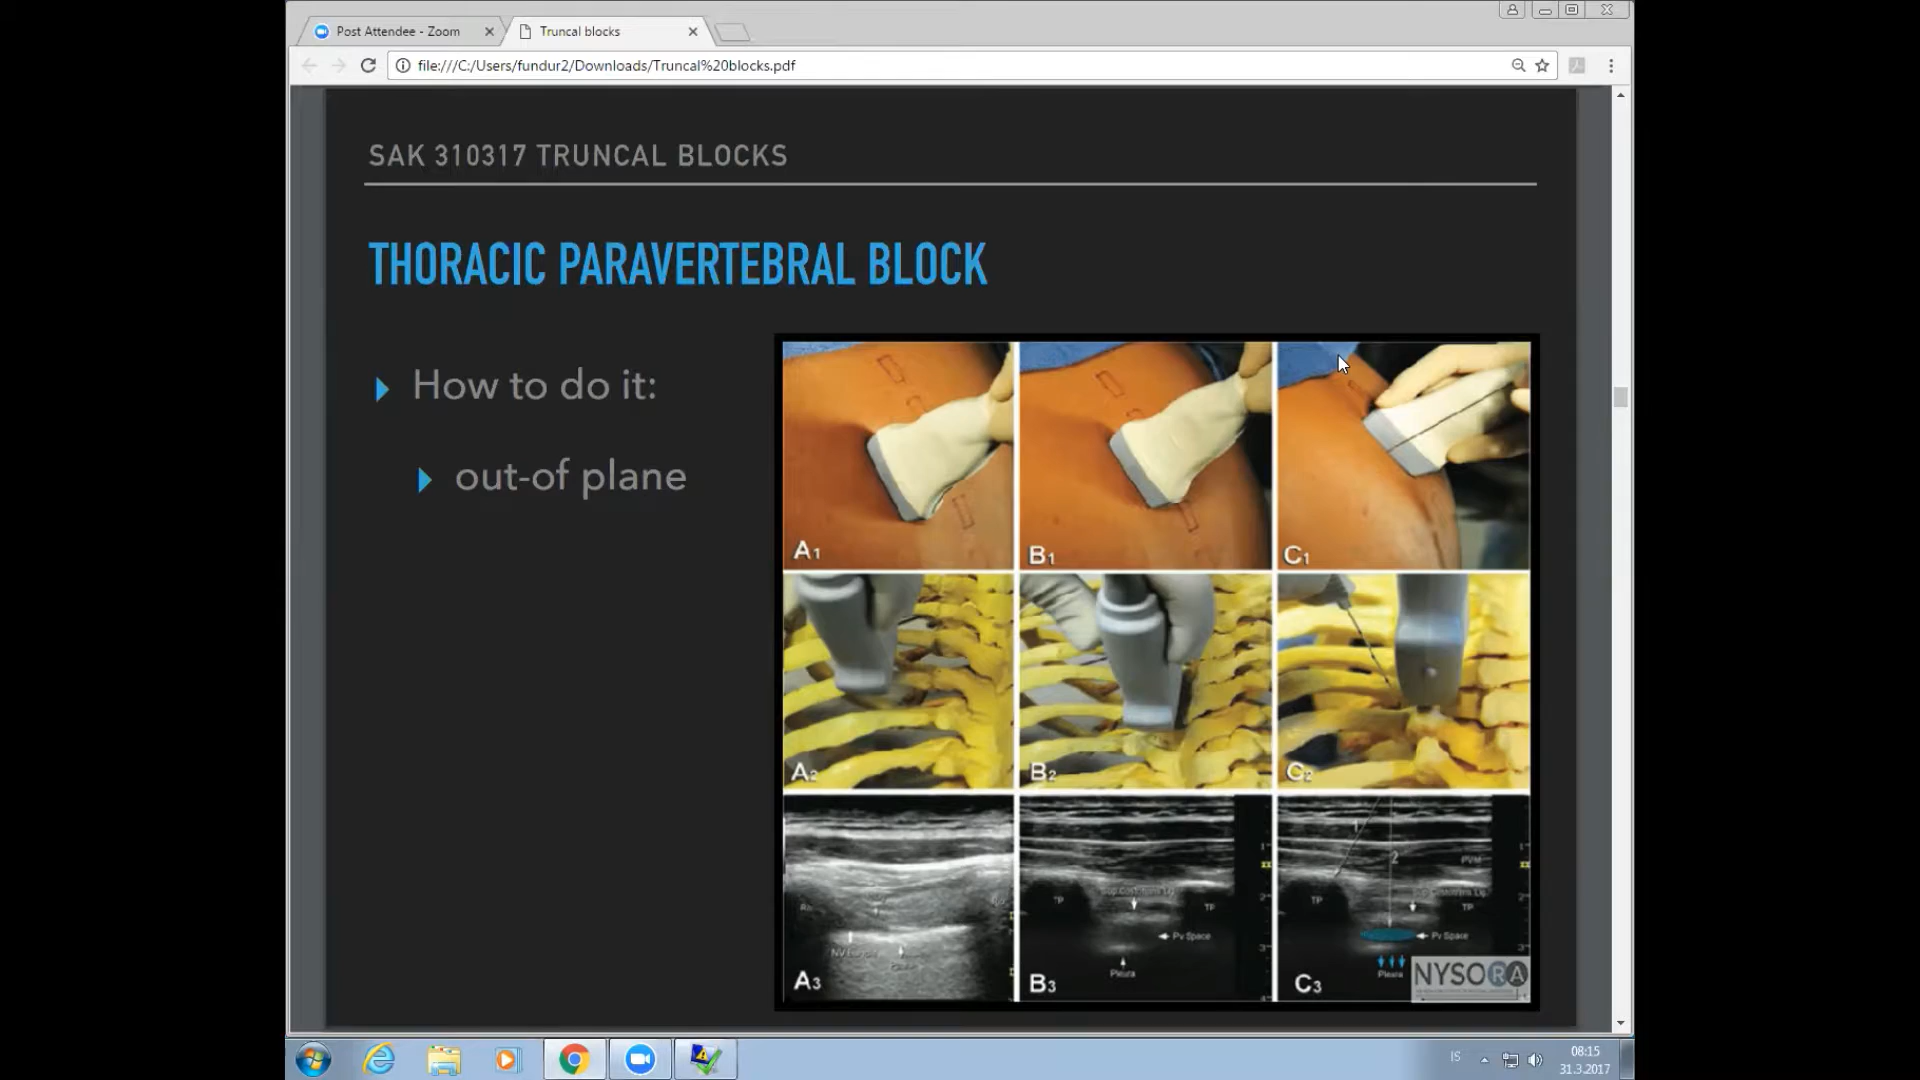 Post Attendee - Zoom
Truncal blocks
file:///C:/Users/fundur2/Downloads/Truncal%20blocks.pdf
SAK 310317 TRUNCAL BLOCKS
THORACIC PARAVERTEBRAL BLOCK
How to do it:
out-of plane
A1
B1
C1
A2
B2
C2
1
2
PVM
TP
TP
TP
TP
Pv Space
Pv Space
Pleura
Pleura
A3
B3
C3
NYSORA
IS
08:15
31.3.2017